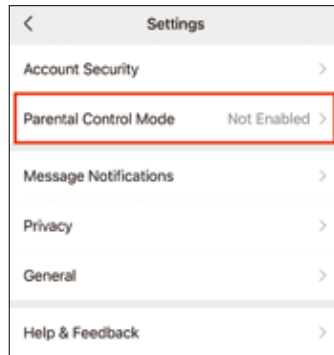 Settings
Account Security
Parental Control Mode Not Enabled
Message Notifications
Privacy
General
Help & Feedback